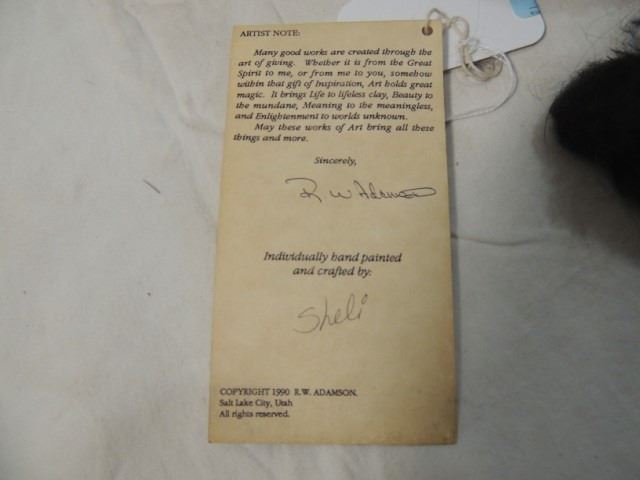 ARTIST NOTE:
Many good works are created through the
art of giving. Whether it is from the Great
Spirit to me, or from me to you, somehow
within that gift of Inspiration, Art holds great
magic. It brings Life to lifeless clay, Beauty to
the mundane, Meaning to the meaningless,
and Enlightenment to worlds unknown.
May these works of Art bring all these
things and more.
Sincerely,
R. W Adamson
Individually hand painted
and crafted by:
Sheli
COPYRIGHT 1990 R.W. ADAMSON.
Salt Lake City, Utah
All rights reserved.